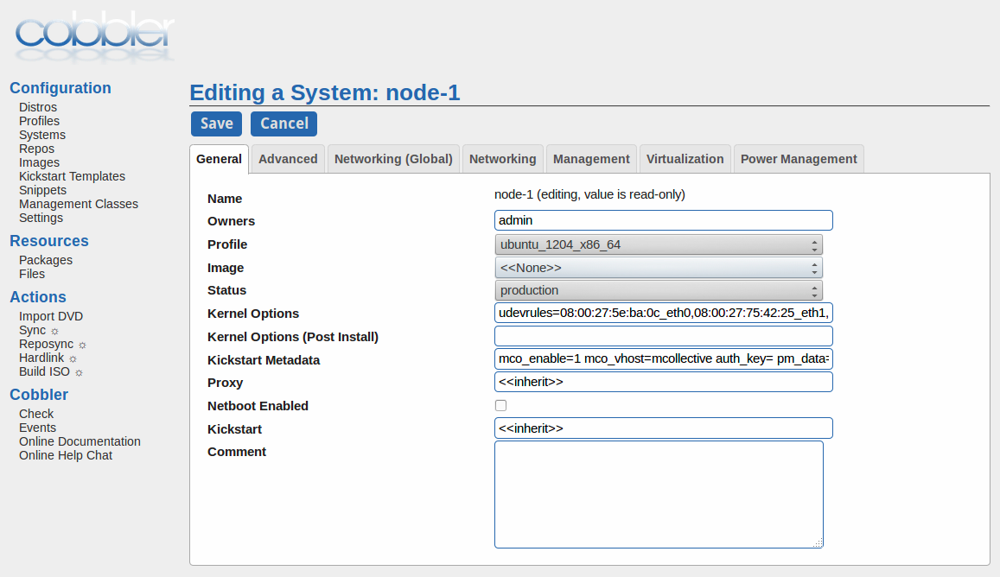 cobbler
Configuration
Distros
Profiles
Systems
Repos
Images
Kickstart Templates
Snippets
Management Classes
Settings
Resources
Packages
Files
Actions
Import DVD
Sync ☼
Reposync ☼
Hardlink ☼
Build ISO ☼
Cobbler
Check
Events
Online Documentation
Online Help Chat
Editing a System: node-1
Save Cancel
General Advanced Networking (Global) Networking Management Virtualization Power Management
Name node-1 (editing, value is read-only)
Owners admin
Profile ubuntu_1204_x86_64
Image <<None>>
Status production
Kernel Options udevrules=08:00:27:5e:ba:0c_eth0,08:00:27:75:42:25_eth1,
Kernel Options (Post Install)
Kickstart Metadata mco_enable=1 mco_vhost=mcollective auth_key= pm_data=
Proxy <<inherit>>
Netboot Enabled
Kickstart <<inherit>>
Comment